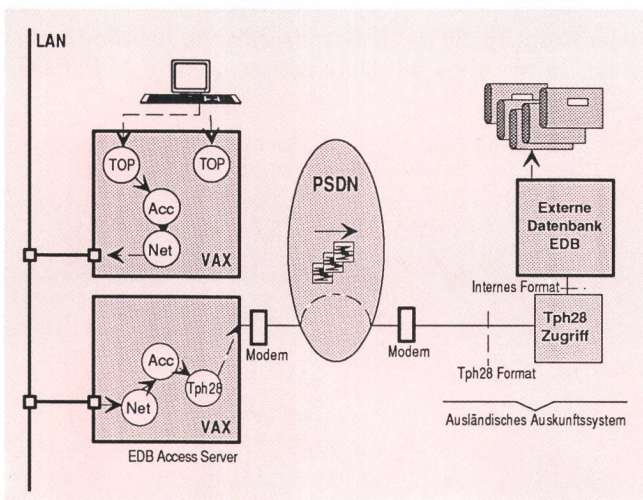 LAN
TOP
TOP
Acc
Net
VAX
PSDN
Externe
Datenbank
EDB
Internes Format
Tph28
Zugriff
Modem
Modem
Tph28 Format
Acc
Tph28
Net
VAX
EDB Access Server
Ausländisches Auskunftssystem